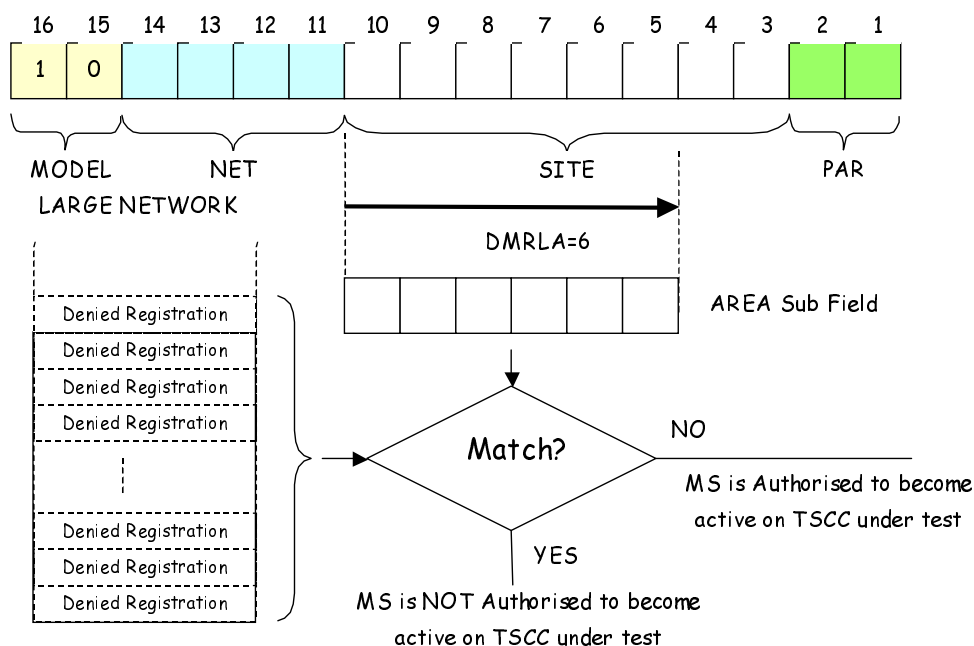 16 15 14 13 12 11 10 9 8 7 6 5 4 3 2 1
1 0
MODEL NET SITE PAR
LARGE NETWORK
DMRLA=6
AREA Sub Field
Denied Registration
Denied Registration
Denied Registration
Denied Registration
Match?
NO
MS is Authorised to become
active on TSCC under test
Denied Registration
Denied Registration
Denied Registration
YES
MS is NOT Authorised to become
active on TSCC under test